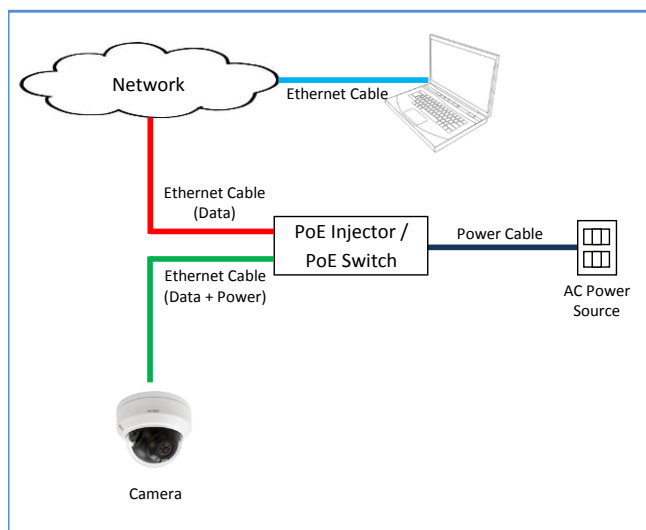 Network
Ethernet Cable
Ethernet Cable
(Data)
PoE Injector /
PoE Switch
Power Cable
Ethernet Cable
(Data + Power)
AC Power
Source
Camera